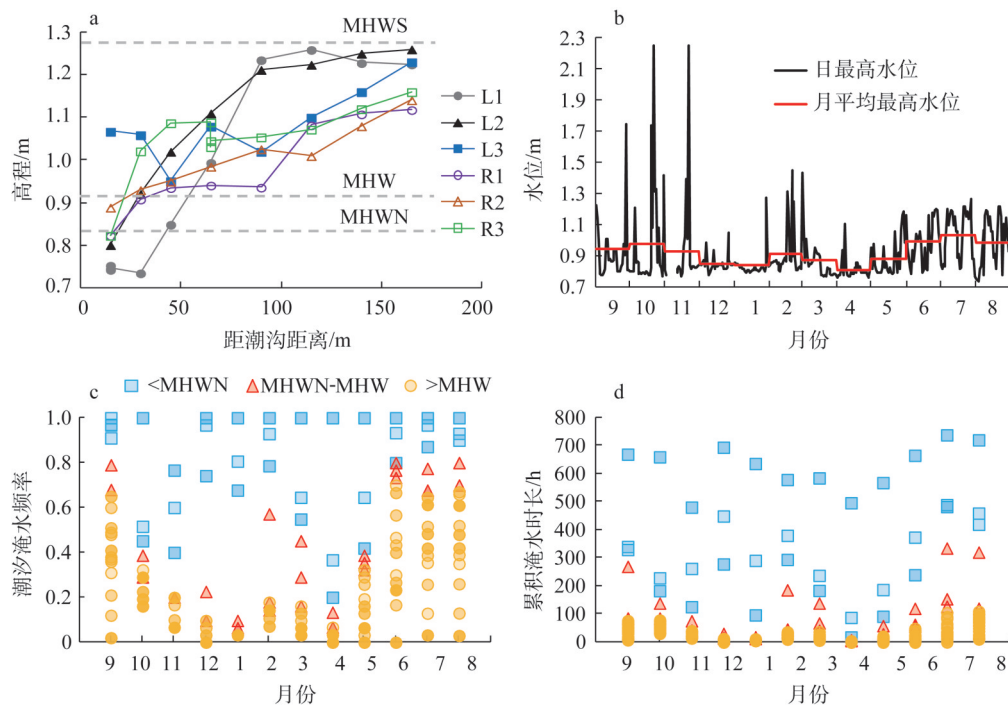 a
1.3
1.2
1.1
1.0
0.9
0.8
0.7
高程/m
0
50
100
150
200
距潮沟距离/m
MHWS
MHW
MHWN
L1
L2
L3
R1
R2
R3
b
2.3
2.1
1.9
1.7
1.5
1.3
1.1
0.9
0.7
水位/m
日最高水位
月平均最高水位
9 10 11 12 1 2 3 4 5 6 7 8
月份
<MHWN MHWN-MHW >MHW
c
1.0
0.8
0.6
0.4
0.2
0
潮汐淹水频率
9 10 11 12 1 2 3 4 5 6 7 8
月份
d
800
700
600
500
400
300
200
100
0
累积淹水时长/h
9 10 11 12 1 2 3 4 5 6 7 8
月份